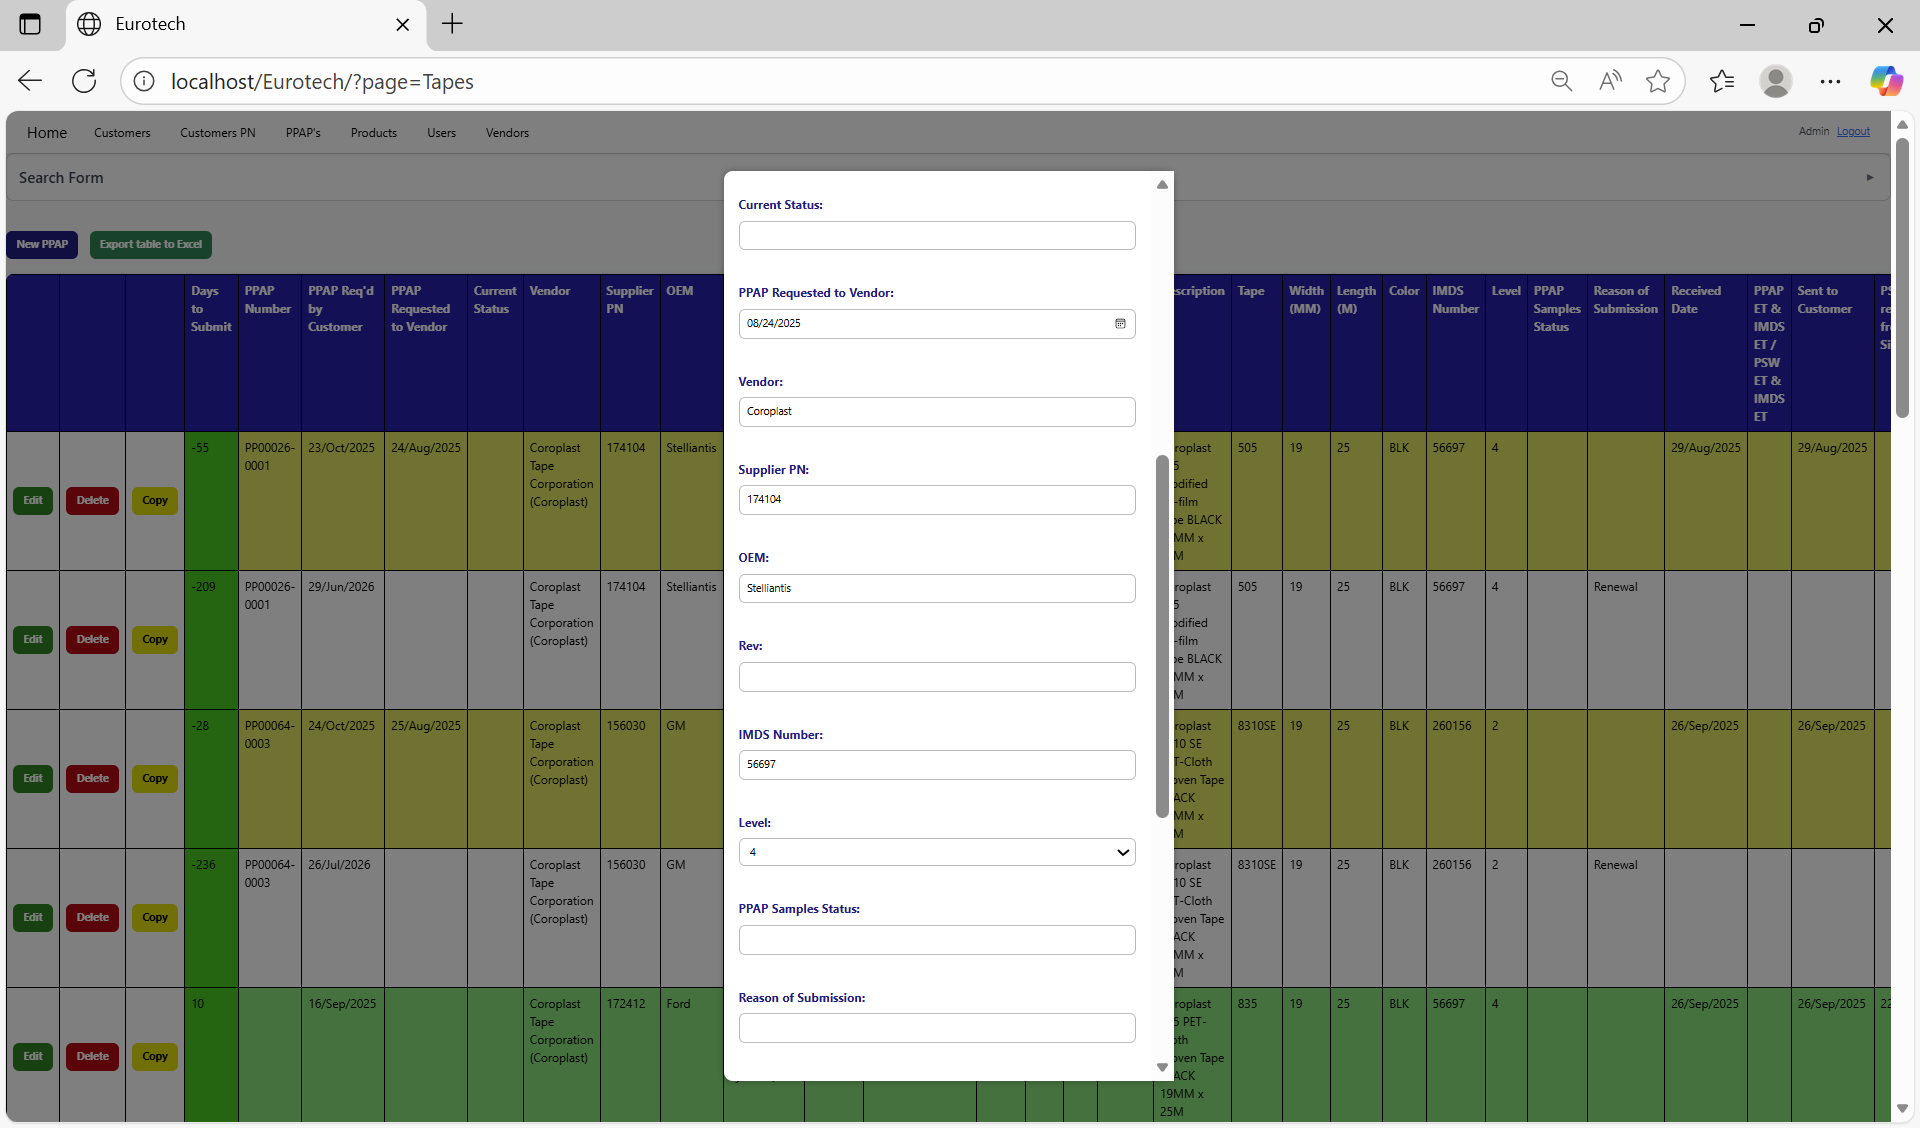 Eurotech
localhost/Eurotech/?page=Tapes
Home Customers Customers PN PPAP's Products Users Vendors
Admin Logout
Search Form
New PPAP Export table to Excel
Days to Submit
PPAP Number
PPAP Req'd by Customer
PPAP Requested to Vendor
Current Status
Vendor
Supplier PN
OEM
scription
Tape
Width (MM)
Length (M)
Color
IMDS Number
Level
PPAP Samples Status
Reason of Submission
Received Date
PPAP ET & IMDS ET / PSW ET & IMDS ET
Sent to Customer
Edit Delete Copy
-55
PP00026-0001
23/Oct/2025
24/Aug/2025
Coroplast Tape Corporation (Coroplast)
174104
Stelliantis
505
19
25
BLK
56697
4
29/Aug/2025
29/Aug/2025
Edit Delete Copy
-209
PP00026-0001
29/Jun/2026
Coroplast Tape Corporation (Coroplast)
174104
Stelliantis
505
19
25
BLK
56697
4
Renewal
Edit Delete Copy
-28
PP00064-0003
24/Oct/2025
25/Aug/2025
Coroplast Tape Corporation (Coroplast)
156030
GM
8310SE
19
25
BLK
260156
2
26/Sep/2025
26/Sep/2025
Edit Delete Copy
-236
PP00064-0003
26/Jul/2026
Coroplast Tape Corporation (Coroplast)
156030
GM
8310SE
19
25
BLK
260156
2
Renewal
Edit Delete Copy
10
16/Sep/2025
Coroplast Tape Corporation (Coroplast)
172412
Ford
19MM x
25M
835
19
25
BLK
56697
4
26/Sep/2025
26/Sep/2025
Current Status:
PPAP Requested to Vendor:
08/24/2025
Vendor:
Coroplast
Supplier PN:
174104
OEM:
Stelliantis
Rev:
IMDS Number:
56697
Level:
4
PPAP Samples Status:
Reason of Submission: